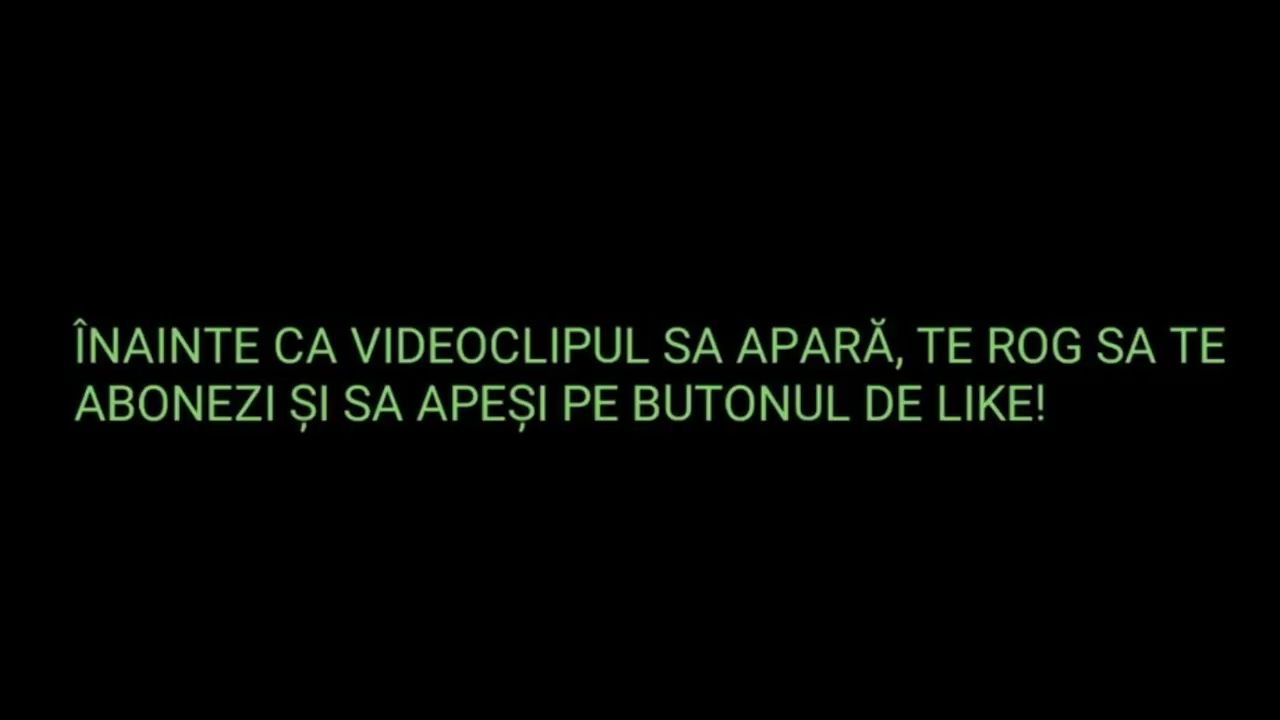 ÎNAINTE CA VIDEOCLIPUL SA APARĂ, TE ROG SA TE
ABONEZI ȘI SA APEȘI PE BUTONUL DE LIKE!